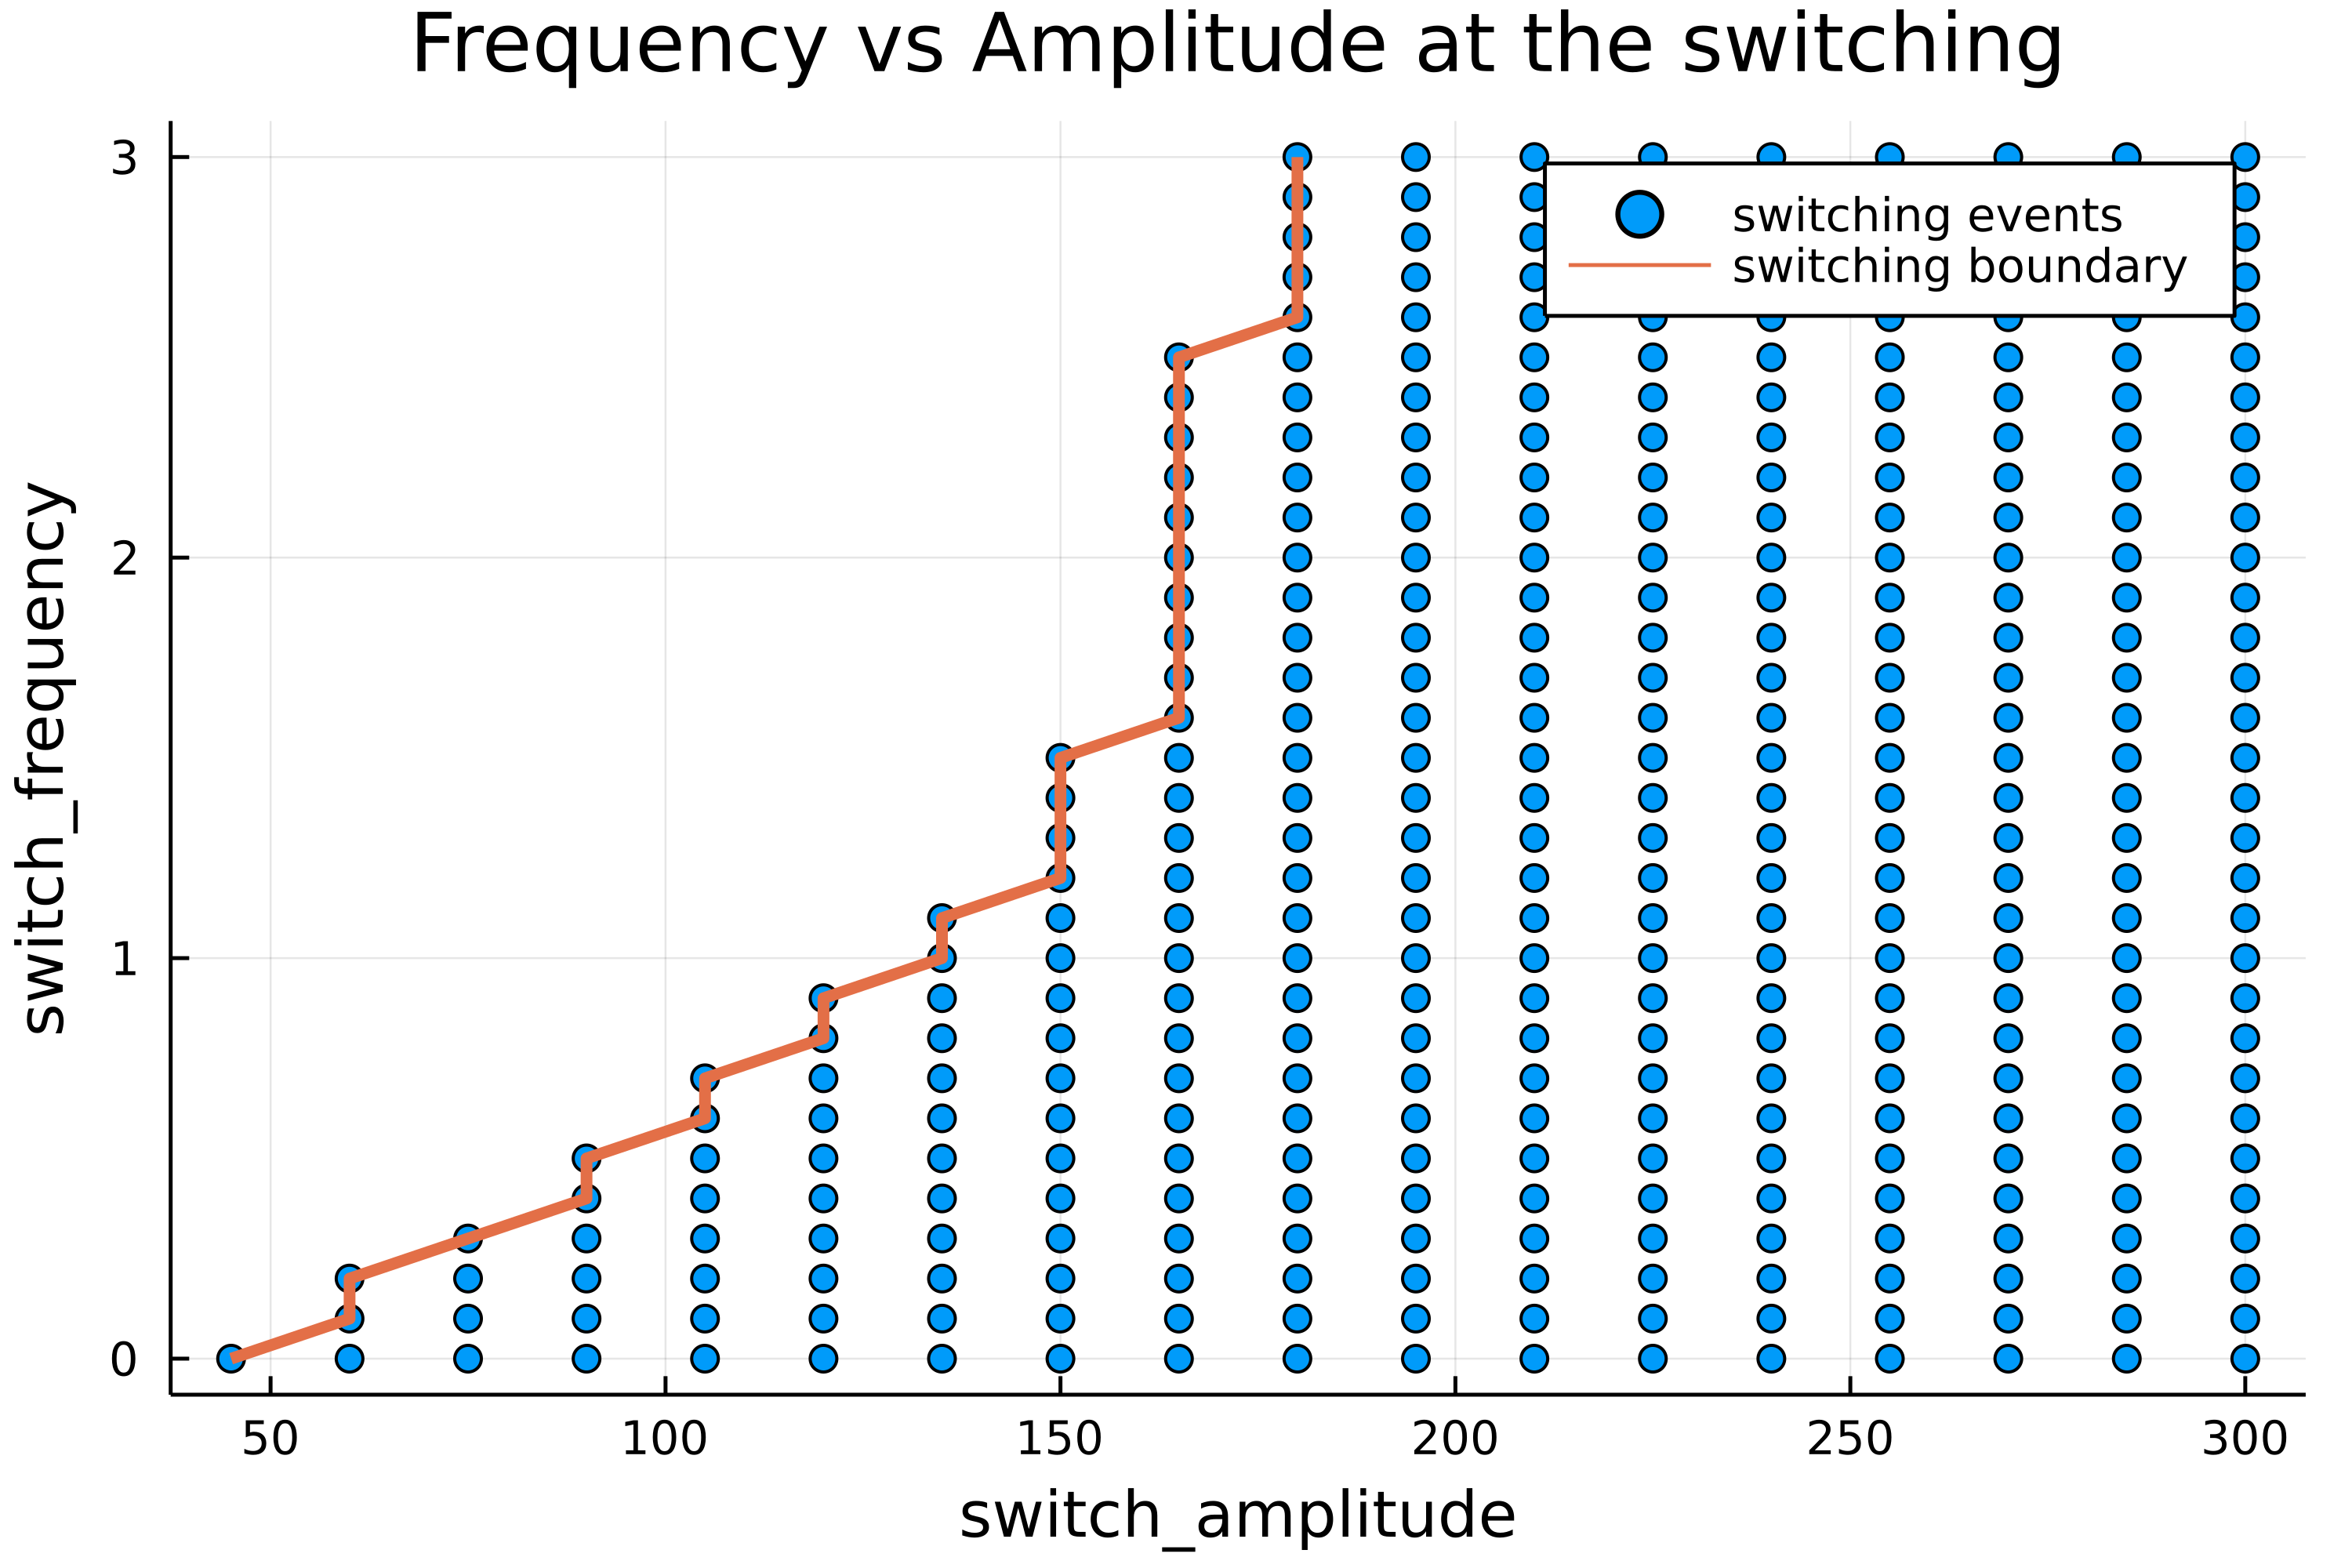 Frequency vs Amplitude at the switching
switching events
switching boundary
switch_frequency
3
2
1
0
50 100 150 200 250 300
switch_amplitude